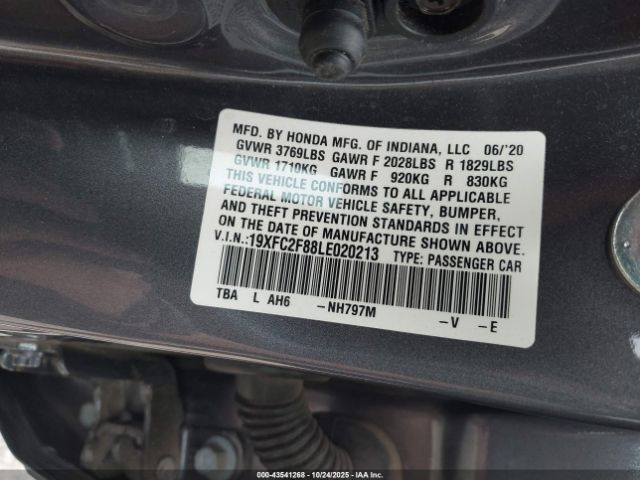 MFD. BY HONDA MFG. OF INDIANA, LLC 06/'20
GVWR 3769LBS GAWR F 2028LBS R 1829LBS
GVWR 1710KG GAWR F 920KG R 830KG
THIS VEHICLE CONFORMS TO ALL APPLICABLE
FEDERAL MOTOR VEHICLE SAFETY, BUMPER,
AND THEFT PREVENTION STANDARDS IN EFFECT
ON THE DATE OF MANUFACTURE SHOWN ABOVE.
V.I.N.:19XFC2F88LE020213 TYPE: PASSENGER CAR
TBA L AH6 -NH797M -V -E
000-43541268 - 10/24/2025 - IAA Inc.